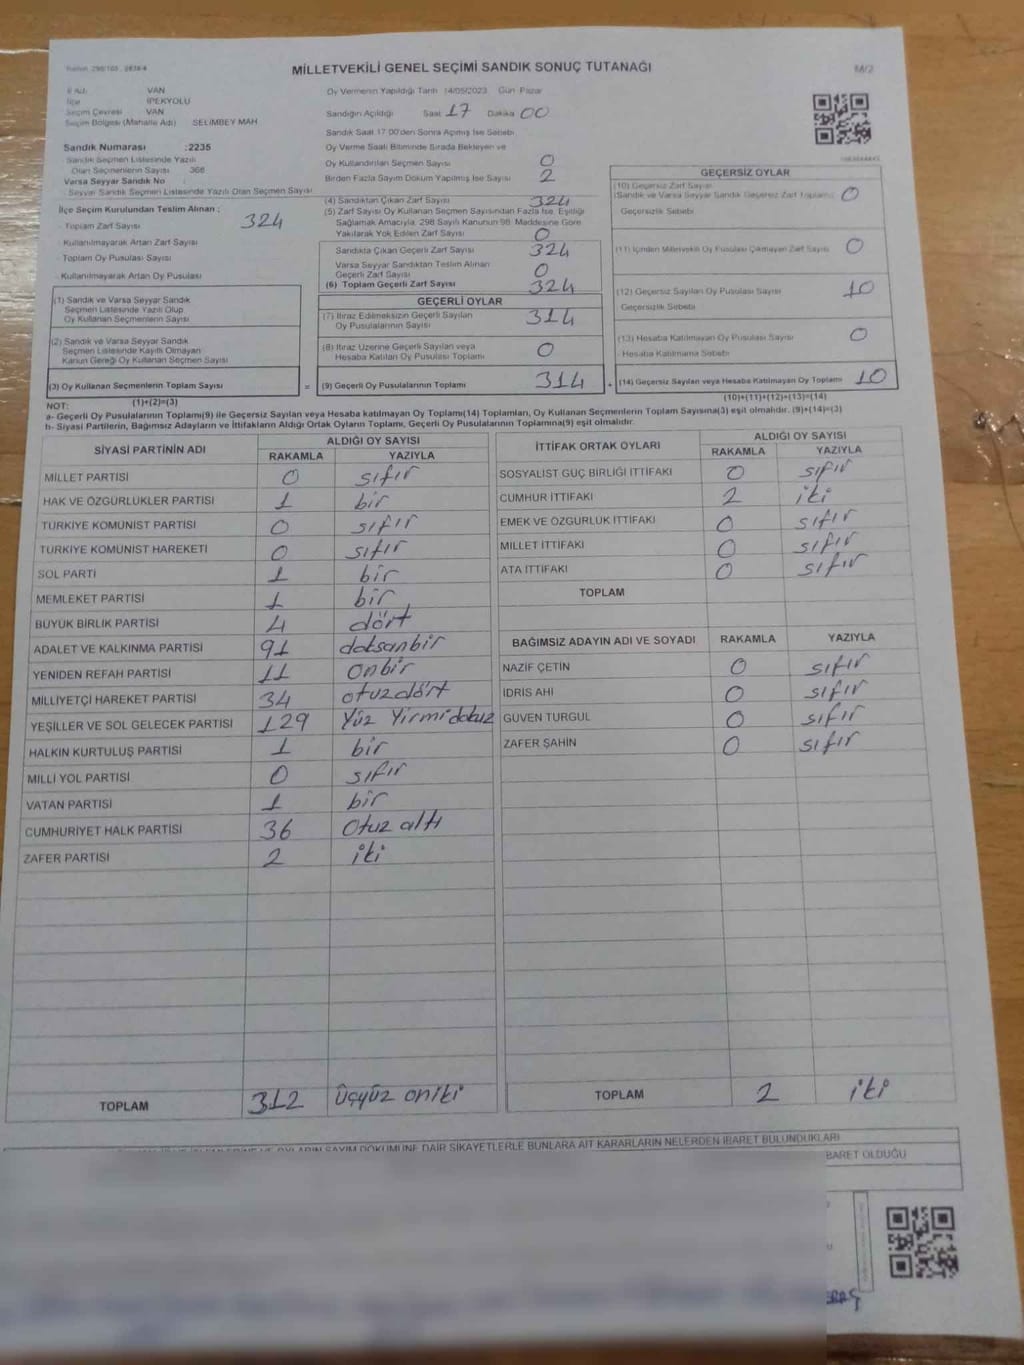 MİLLETVEKİLİ GENEL SEÇİMİ SANDIK SONUÇ TUTANAĞI
M/2
İl Adı VAN
İlçe İPEKYOLU
Seçim Çevresi VAN
Seçim Bölgesi (Mahalle Adı) SELİMBEY MAH
Sandık Numarası :2235
Sandık Seçmen Listesinde Yazılı
Olan Seçmenlerin Sayısı 366
Varsa Seyyar Sandık No :
Seyyar Sandık Seçmen Listesinde Yazılı Olan Seçmen Sayısı
İlçe Seçim Kurulundan Teslim Alınan ;
- Toplam Zarf Sayısı 324
- Kullanılmayarak Artan Zarf Sayısı
- Toplam Oy Pusulası Sayısı
- Kullanılmayarak Artan Oy Pusulası
(1) Sandık ve Varsa Seyyar Sandık
Seçmen Listesinde Yazılı Olup
Oy Kullanan Seçmenlerin Sayısı
(2) Sandık ve Varsa Seyyar Sandık
Seçmen Listesinde Kayıtlı Olmayan
Kanun Gereği Oy Kullanan Seçmen Sayısı
(3) Oy Kullanan Seçmenlerin Toplam Sayısı
(1)+(2)=(3)
Oy Vermenin Yapıldığı Tarih 14/05/2023 Gün Pazar
Sandığın Açıldığı Saat 17 Dakika 00
Sandık Saat 17:00'den Sonra Açılmış İse Sebebi
Oy Verme Saati Bitiminde Sırada Bekleyen ve
Oy Kullandırılan Seçmen Sayısı 0
Birden Fazla Sayım Döküm Yapılmış İse Sayısı 2
(4) Sandıktan Çıkan Zarf Sayısı 324
(5) Zarf Sayısı Oy Kullanan Seçmen Sayısından Fazla İse, Eşitliği
Sağlamak Amacıyla, 298 Sayılı Kanunun 98. Maddesine Göre
Yakılarak Yok Edilen Zarf Sayısı 0
Sandıkta Çıkan Geçerli Zarf Sayısı 324
Varsa Seyyar Sandıktan Teslim Alınan
Geçerli Zarf Sayısı 0
(6) Toplam Geçerli Zarf Sayısı 324
GEÇERLİ OYLAR
(7) İtiraz Edilmeksizin Geçerli Sayılan
Oy Pusulalarının Sayısı 314
(8) İtiraz Üzerine Geçerli Sayılan veya
Hesaba Katılan Oy Pusulası Toplamı 0
= (9) Geçerli Oy Pusulalarının Toplamı 314
GEÇERSİZ OYLAR
(10) Geçersiz Zarf Sayısı
(Sandık ve Varsa Seyyar Sandık Geçersiz Zarf Toplamı) 0
Geçersizlik Sebebi
(11) İçinden Milletvekili Oy Pusulası Çıkmayan Zarf Sayısı 0
(12) Geçersiz Sayılan Oy Pusulası Sayısı 10
Geçersizlik Sebebi
(13) Hesaba Katılmayan Oy Pusulası Sayısı 0
Hesaba Katılmama Sebebi
+ (14) Geçersiz Sayılan veya Hesaba Katılmayan Oy Toplamı 10
(10)+(11)+(12)+(13)=(14)
NOT:
a- Geçerli Oy Pusulalarının Toplamı(9) ile Geçersiz Sayılan veya Hesaba katılmayan Oy Toplamı(14) Toplamları, Oy Kullanan Seçmenlerin Toplam Sayısına(3) eşit olmalıdır. (9)+(14)=(3)
b- Siyasi Partilerin, Bağımsız Adayların ve İttifakların Aldığı Ortak Oyların Toplamı, Geçerli Oy Pusulalarının Toplamına(9) eşit olmalıdır.
SİYASİ PARTİNİN ADI ALDIĞI OY SAYISI
RAKAMLA YAZIYLA
MİLLET PARTİSİ 0 sıfır
HAK VE ÖZGÜRLÜKLER PARTİSİ 1 bir
TÜRKİYE KOMÜNİST PARTİSİ 0 sıfır
TÜRKİYE KOMÜNİST HAREKETİ 0 sıfır
SOL PARTİ 1 bir
MEMLEKET PARTİSİ 1 bir
BÜYÜK BİRLİK PARTİSİ 4 dört
ADALET VE KALKINMA PARTİSİ 91 doksanbir
YENİDEN REFAH PARTİSİ 11 onbir
MİLLİYETÇİ HAREKET PARTİSİ 34 otuzdört
YEŞİLLER VE SOL GELECEK PARTİSİ 129 Yüz Yirmidokuz
HALKIN KURTULUŞ PARTİSİ 1 bir
MİLLİ YOL PARTİSİ 0 sıfır
VATAN PARTİSİ 1 bir
CUMHURİYET HALK PARTİSİ 36 Otuz altı
ZAFER PARTİSİ 2 iki
TOPLAM 312 Üçyüz oniki
İTTİFAK ORTAK OYLARI ALDIĞI OY SAYISI
RAKAMLA YAZIYLA
SOSYALİST GÜÇ BİRLİĞİ İTTİFAKI 0 sıfır
CUMHUR İTTİFAKI 2 iki
EMEK VE ÖZGÜRLÜK İTTİFAKI 0 sıfır
MİLLET İTTİFAKI 0 sıfır
ATA İTTİFAKI 0 sıfır
TOPLAM
BAĞIMSIZ ADAYIN ADI VE SOYADI RAKAMLA YAZIYLA
NAZİF ÇETİN 0 sıfır
İDRİS AHİ 0 sıfır
GÜVEN TURGUL 0 sıfır
ZAFER ŞAHİN 0 sıfır
TOPLAM 2 iki
OYLARIN SAYIM DÖKÜMÜNE DAİR ŞİKAYETLERLE BUNLARA AİT KARARLARIN NELERDEN İBARET BULUNDUKLARI
BARET OLDUĞU